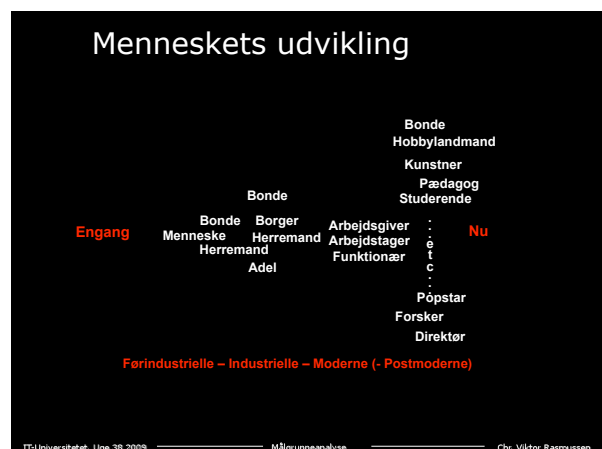 Menneskets udvikling
Bonde
Hobbylandmand
Kunstner
Pædagog
Studerende
Bonde
Bonde
Borger
Engang
Menneske
Herremand
Herremand
Adel
Arbejdsgiver
Arbejdstager
Funktionær
. . . etc . . .
Nu
Popstar
Forsker
Direktør
Førindustrielle – Industrielle – Moderne (- Postmoderne)
IT-Universitetet, Uge 38 2009
Målgruppeanalyse
Chr. Viktor Rasmussen